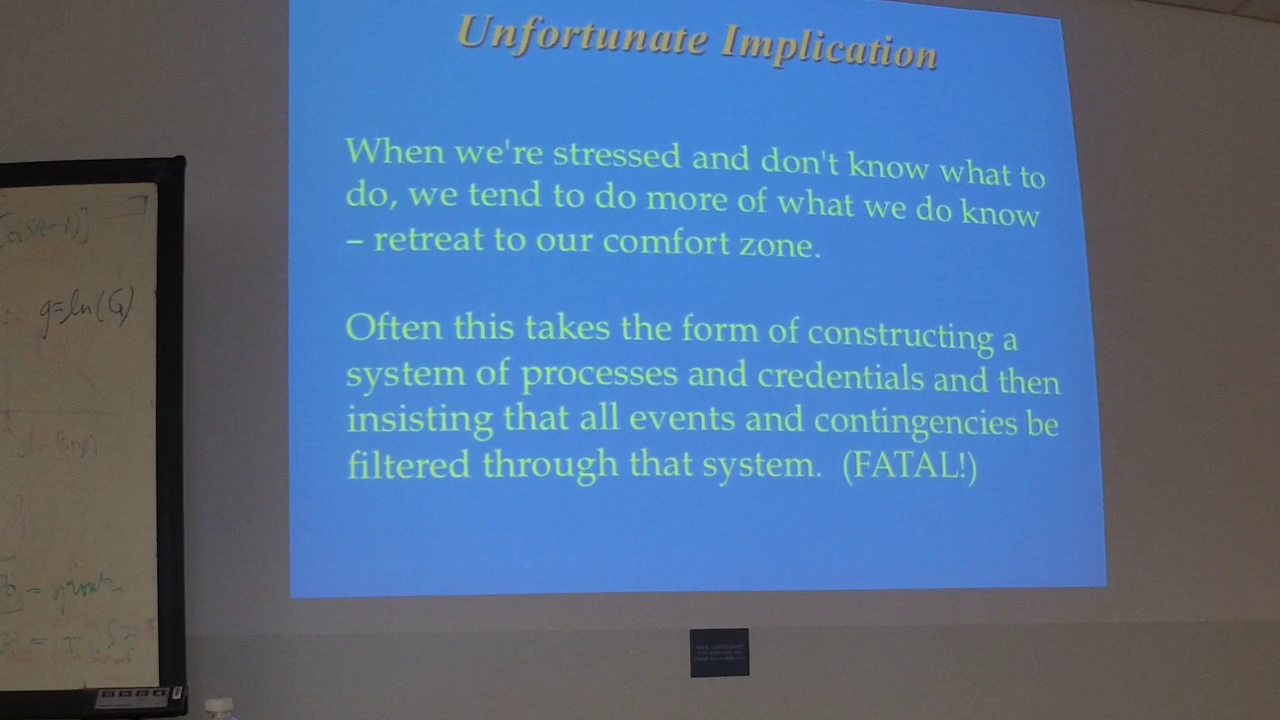 Unfortunate Implication
When we're stressed and don't know what to
do, we tend to do more of what we do know
– retreat to our comfort zone.
Often this takes the form of constructing a
system of processes and credentials and then
insisting that all events and contingencies be
filtered through that system. (FATAL!)
g=ln(G)